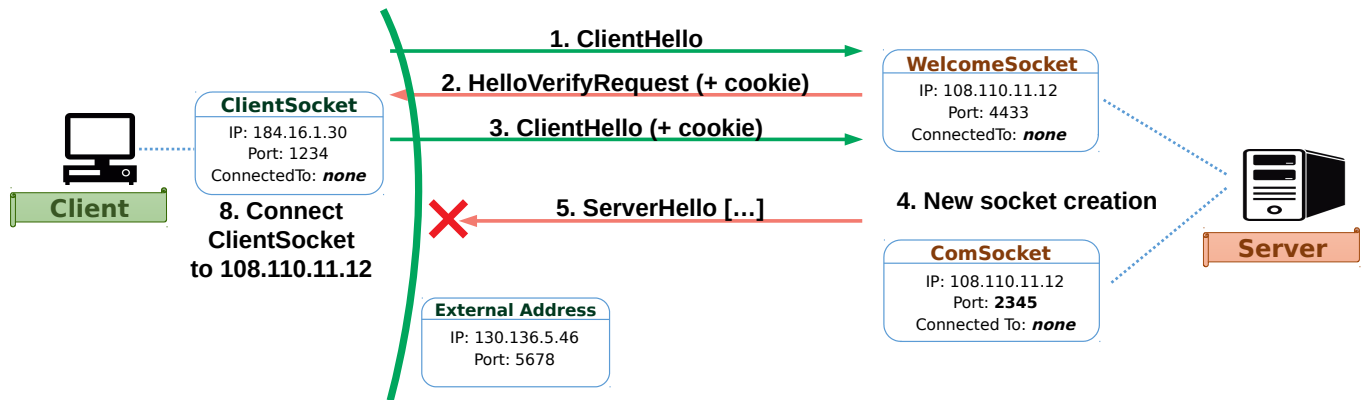 1. ClientHello
2. HelloVerifyRequest (+ cookie)
3. ClientHello (+ cookie)
WelcomeSocket
IP: 108.110.11.12
Port: 4433
ConnectedTo: none
ClientSocket
IP: 184.16.1.30
Port: 1234
ConnectedTo: none
Client
8. Connect
ClientSocket
to 108.110.11.12
5. ServerHello [...]
4. New socket creation
Server
ComSocket
IP: 108.110.11.12
Port: 2345
Connected To: none
External Address
IP: 130.136.5.46
Port: 5678